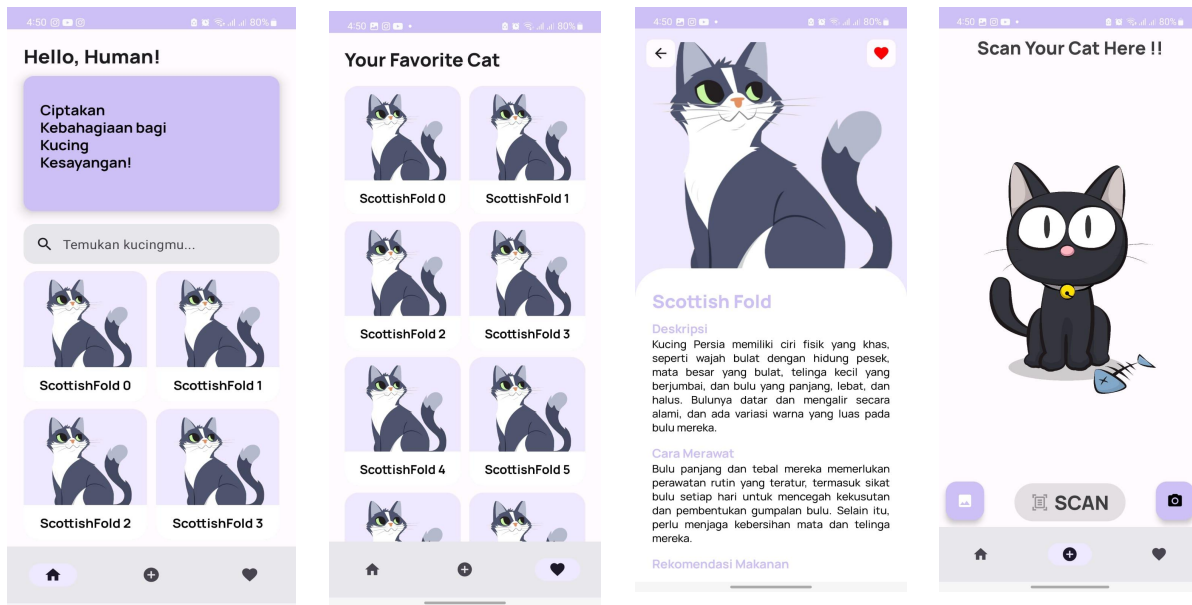 4:50
80%
Hello, Human!
Ciptakan
Kebahagiaan bagi
Kucing
Kesayangan!
Temukan kucingmu...
ScottishFold 0
ScottishFold 1
ScottishFold 2
ScottishFold 3
4:50
80%
Your Favorite Cat
ScottishFold 0
ScottishFold 1
ScottishFold 2
ScottishFold 3
ScottishFold 4
ScottishFold 5
4:50
80%
Scottish Fold
Deskripsi
Kucing Persia memiliki ciri fisik yang khas,
seperti wajah bulat dengan hidung pesek,
mata besar yang bulat, telinga kecil yang
berjumbai, dan bulu yang panjang, lebat, dan
halus. Bulunya datar dan mengalir secara
alami, dan ada variasi warna yang luas pada
bulu mereka.
Cara Merawat
Bulu panjang dan tebal mereka memerlukan
perawatan rutin yang teratur, termasuk sikat
bulu setiap hari untuk mencegah kekusutan
dan pembentukan gumpalan bulu. Selain itu,
perlu menjaga kebersihan mata dan telinga
mereka.
Rekomendasi Makanan
4:50
80%
Scan Your Cat Here !!
SCAN